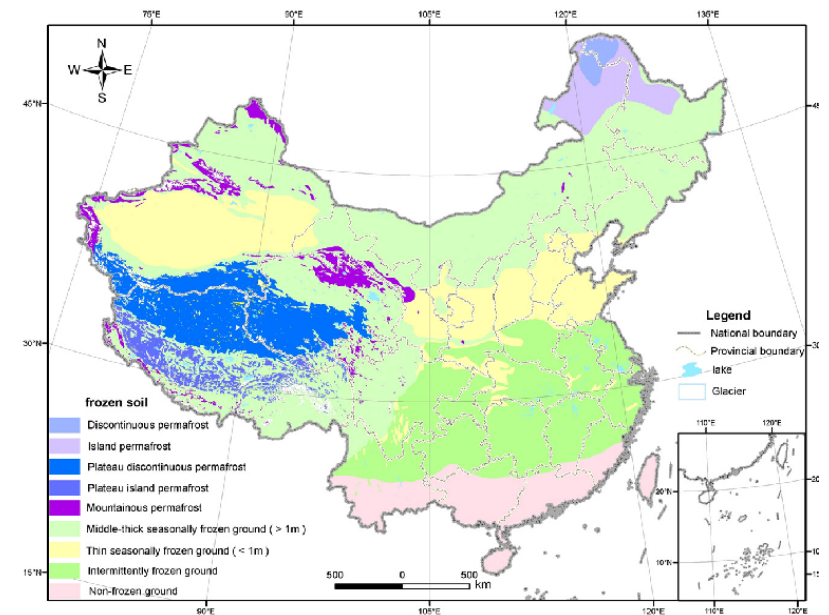 75°E 90°E 105°E 120°E 135°E
N
W E
S
45°N
30°N
15°N
Legend
National boundary
Provincial boundary
lake
Glacier
frozen soil
Discontinuous permafrost
Island permafrost
Plateau discontinuous permafrost
Plateau island permafrost
Mountainous permafrost
Middle-thick seasonally frozen ground ( > 1m )
Thin seasonally frozen ground ( < 1m )
Intermittently frozen ground
Non-frozen ground
500 0 500
km
110°E 120°E
20°N
10°N
90°E 105°E 110°E 120°E